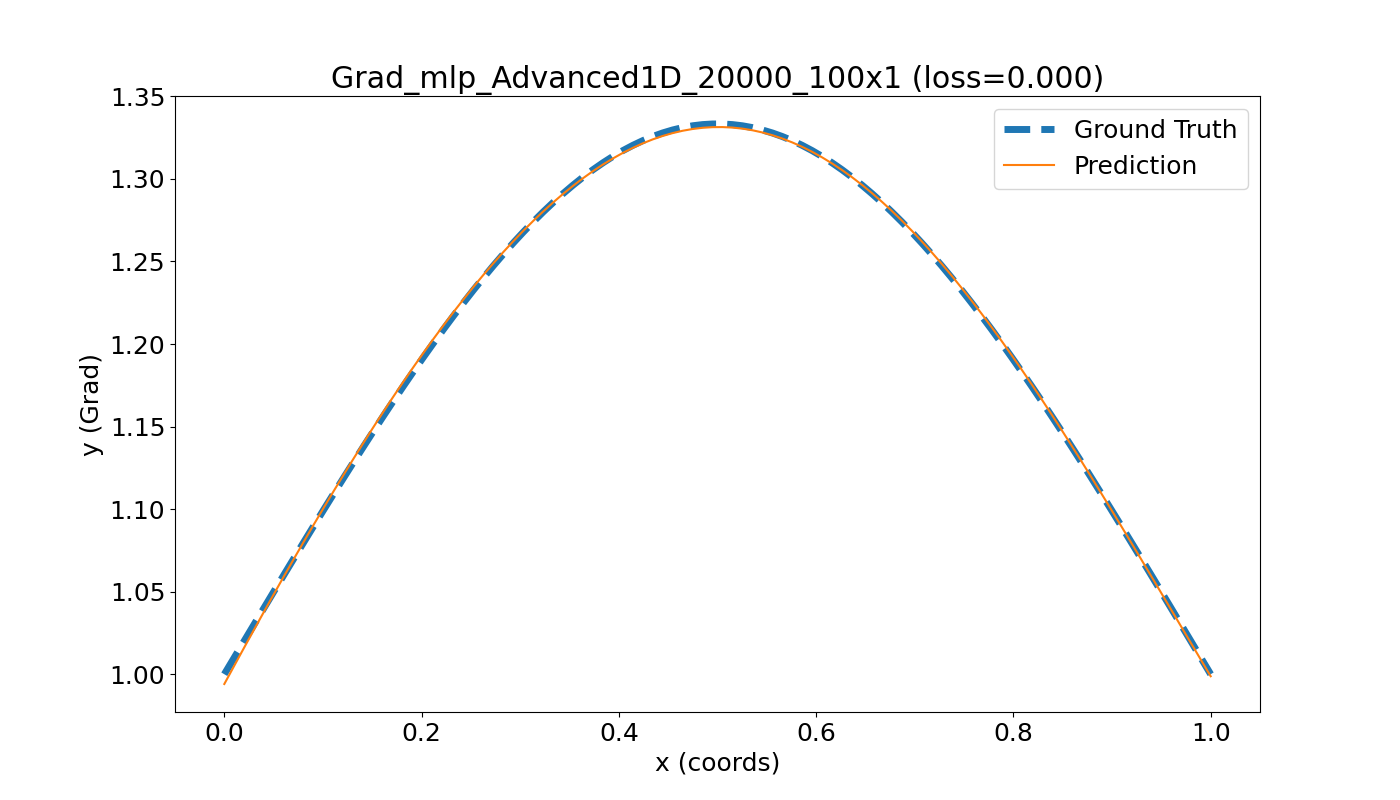 Grad_mlp_Advanced1D_20000_100x1 (loss=0.000)
Ground Truth
Prediction
y (Grad)
1.35
1.30
1.25
1.20
1.15
1.10
1.05
1.00
0.0 0.2 0.4 0.6 0.8 1.0
x (coords)